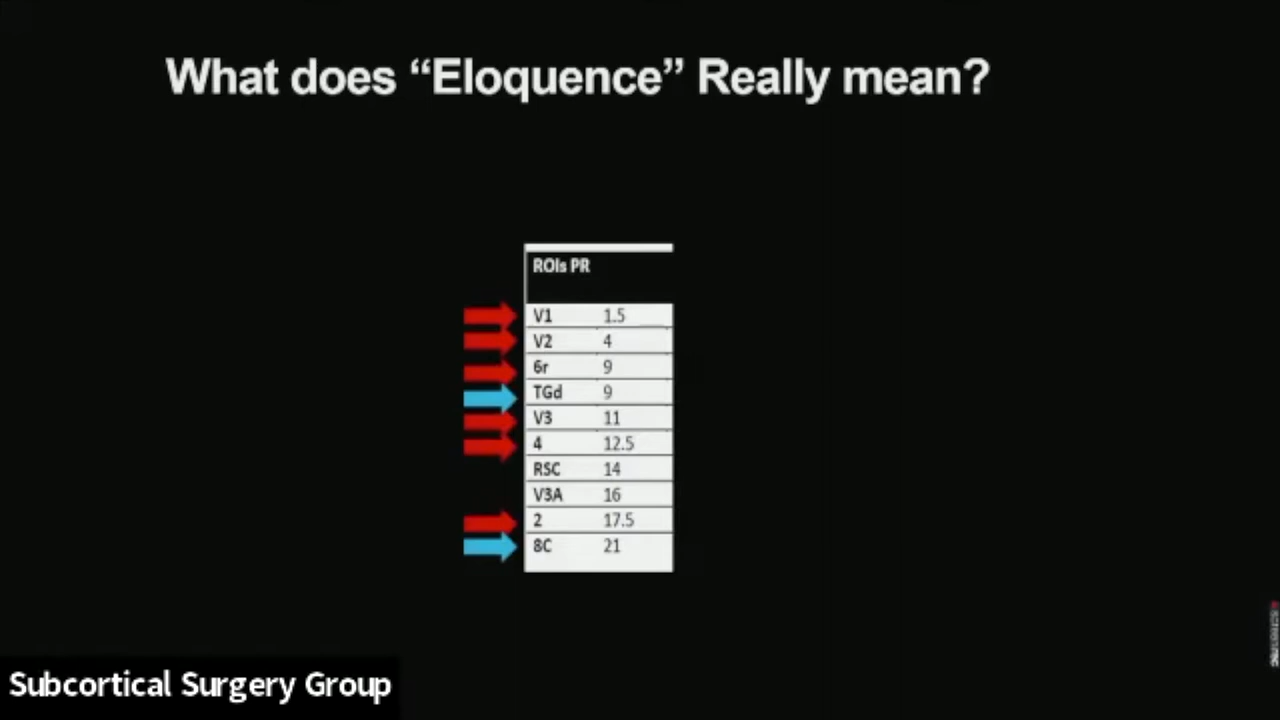 What does “Eloquence” Really mean?
ROIs PR
V1 1.5
V2 4
6r 9
TGd 9
V3 11
4 12.5
RSC 14
V3A 16
2 17.5
8C 21
Subcortical Surgery Group